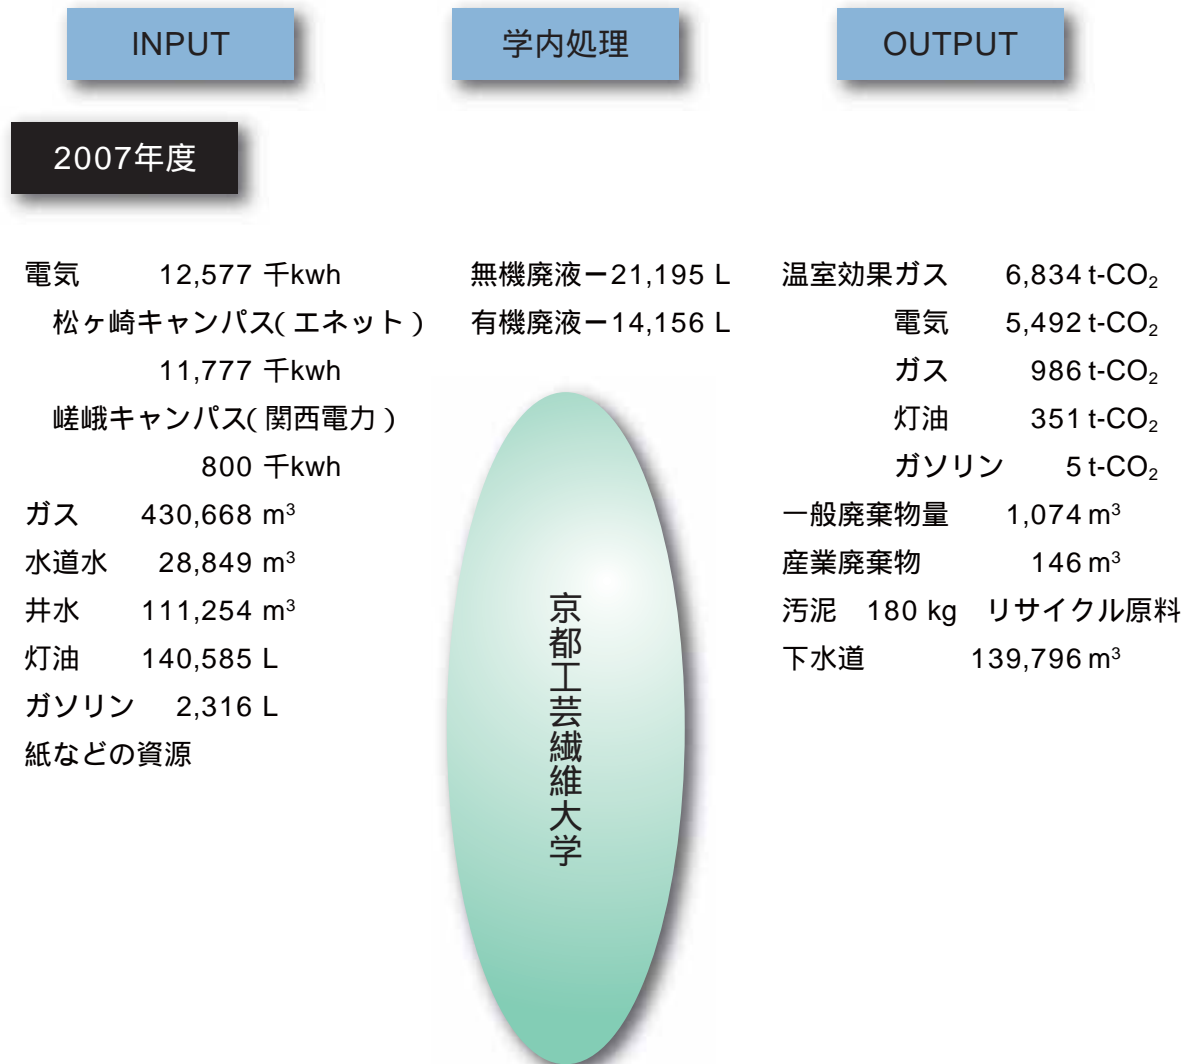 INPUT
学内処理
OUTPUT
2007年度
電気 12,577 千kwh
松ヶ崎キャンパス(エネット)
11,777 千kwh
嵯峨キャンパス(関西電力)
800 千kwh
ガス 430,668 m³
水道水 28,849 m³
井水 111,254 m³
灯油 140,585 L
ガソリン 2,316 L
紙などの資源
無機廃液ー21,195 L
有機廃液ー14,156 L
京都工芸繊維大学
温室効果ガス 6,834 t-CO₂
電気 5,492 t-CO₂
ガス 986 t-CO₂
灯油 351 t-CO₂
ガソリン 5 t-CO₂
一般廃棄物量 1,074 m³
産業廃棄物 146 m³
汚泥 180 kg リサイクル原料
下水道 139,796 m³